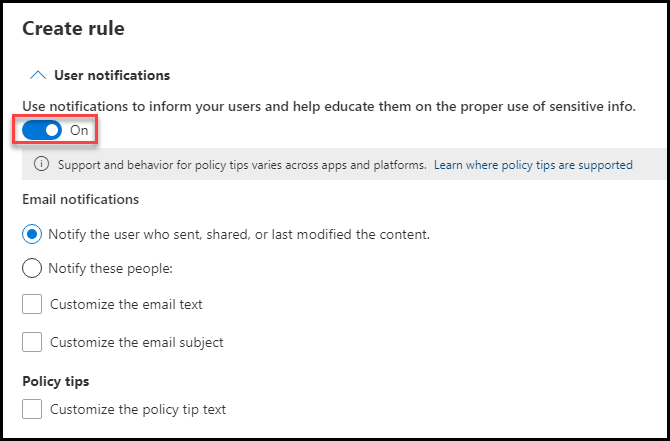 Create rule
User notifications
Use notifications to inform your users and help educate them on the proper use of sensitive info.
On
Support and behavior for policy tips varies across apps and platforms. Learn where policy tips are supported
Email notifications
Notify the user who sent, shared, or last modified the content.
Notify these people:
Customize the email text
Customize the email subject
Policy tips
Customize the policy tip text